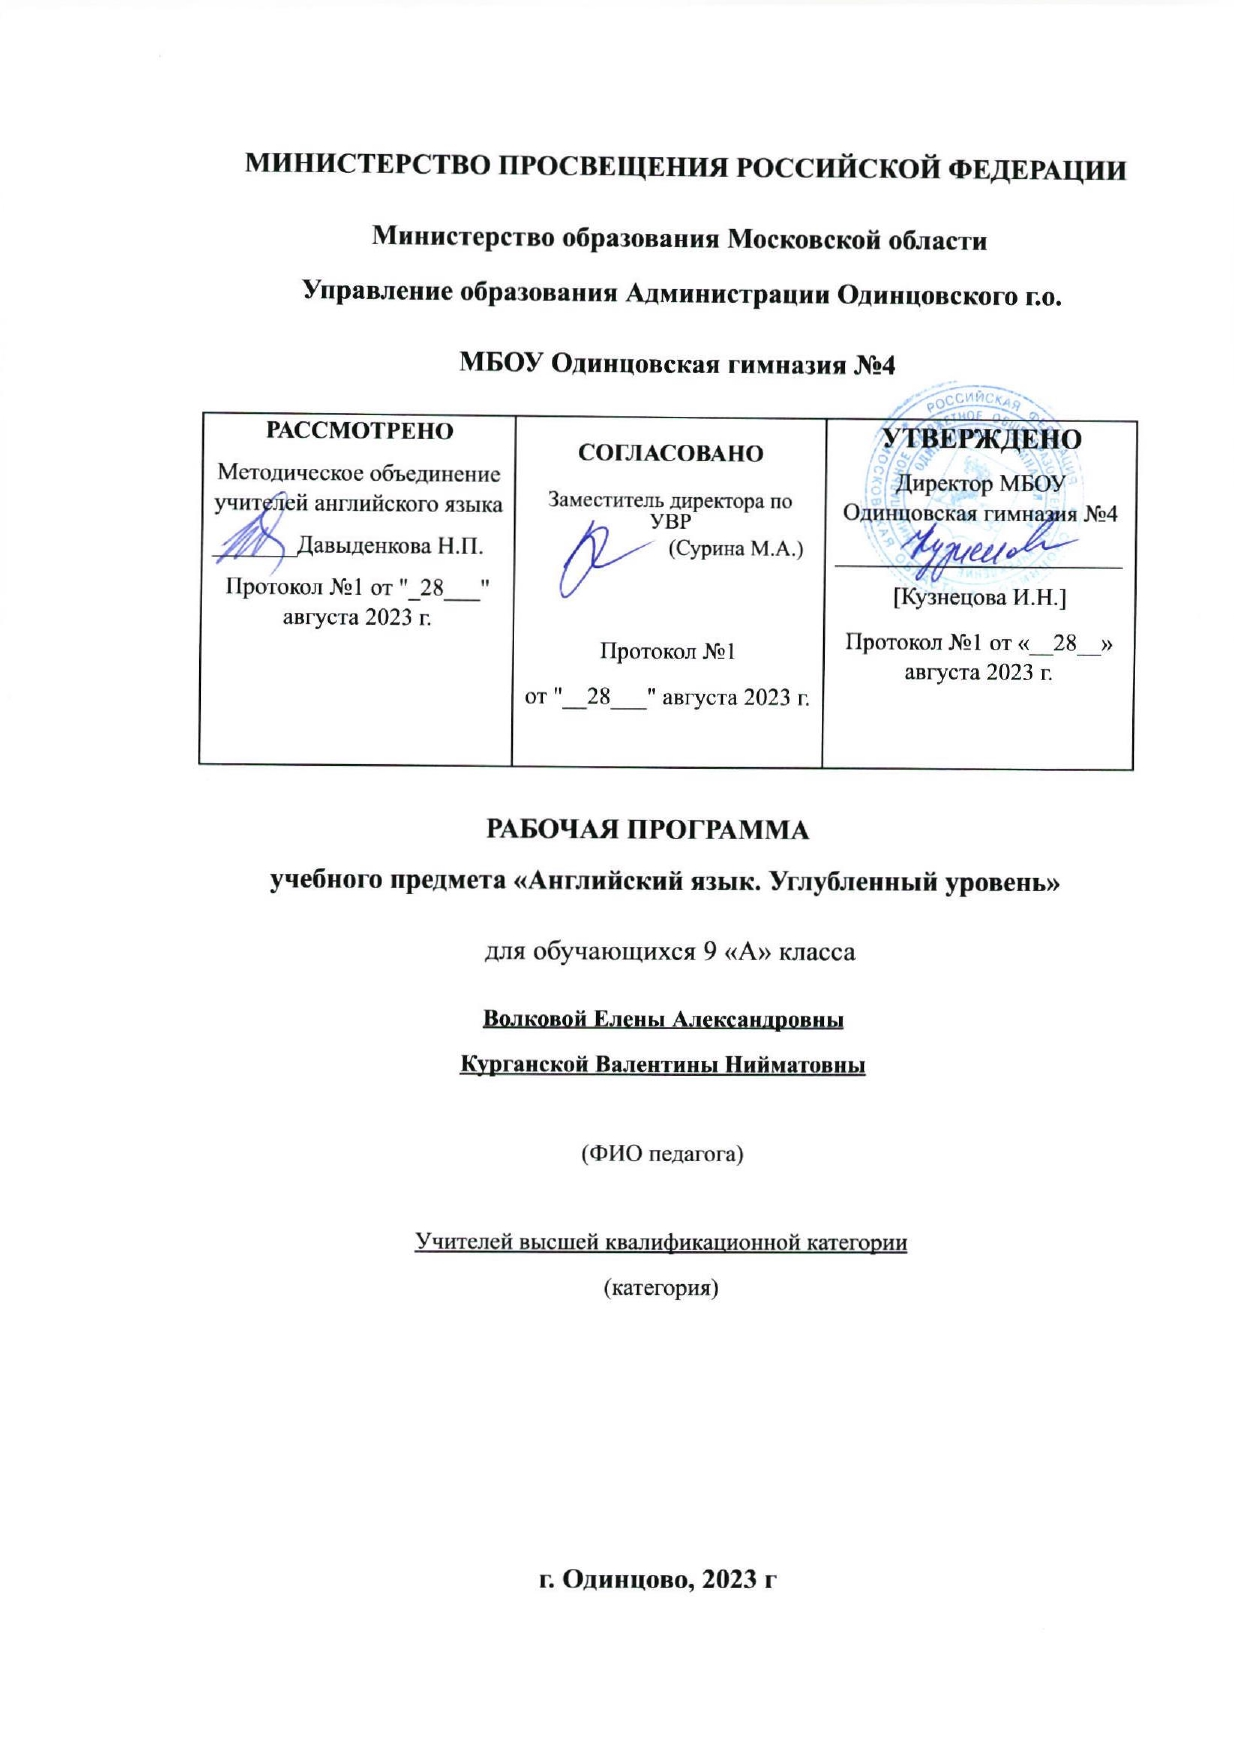 МИНИСТЕРСТВО ПРОСВЕЩЕНИЯ РОССИЙСКОЙ ФЕДЕРАЦИИ
Министерство образования Московской области
Управление образования Администрации Одинцовского г.о.
МБОУ Одинцовская гимназия №4
РАССМОТРЕНО
Методическое объединение
учителей английского языка
_______Давыденкова Н.П.
Протокол №1 от "_28___"
августа 2023 г.
СОГЛАСОВАНО
Заместитель директора по
УВР
(Сурина М.А.)
Протокол №1
от "__28___" августа 2023 г.
УТВЕРЖДЕНО
Директор МБОУ
Одинцовская гимназия №4
[Кузнецова И.Н.]
Протокол №1 от «__28__»
августа 2023 г.
РОССИЙСКАЯ
РАБОЧАЯ ПРОГРАММА
учебного предмета «Английский язык. Углубленный уровень»
для обучающихся 9 «А» класса
Волковой Елены Александровны
Курганской Валентины Нийматовны
(ФИО педагога)
Учителей высшей квалификационной категории
(категория)
г. Одинцово, 2023 г